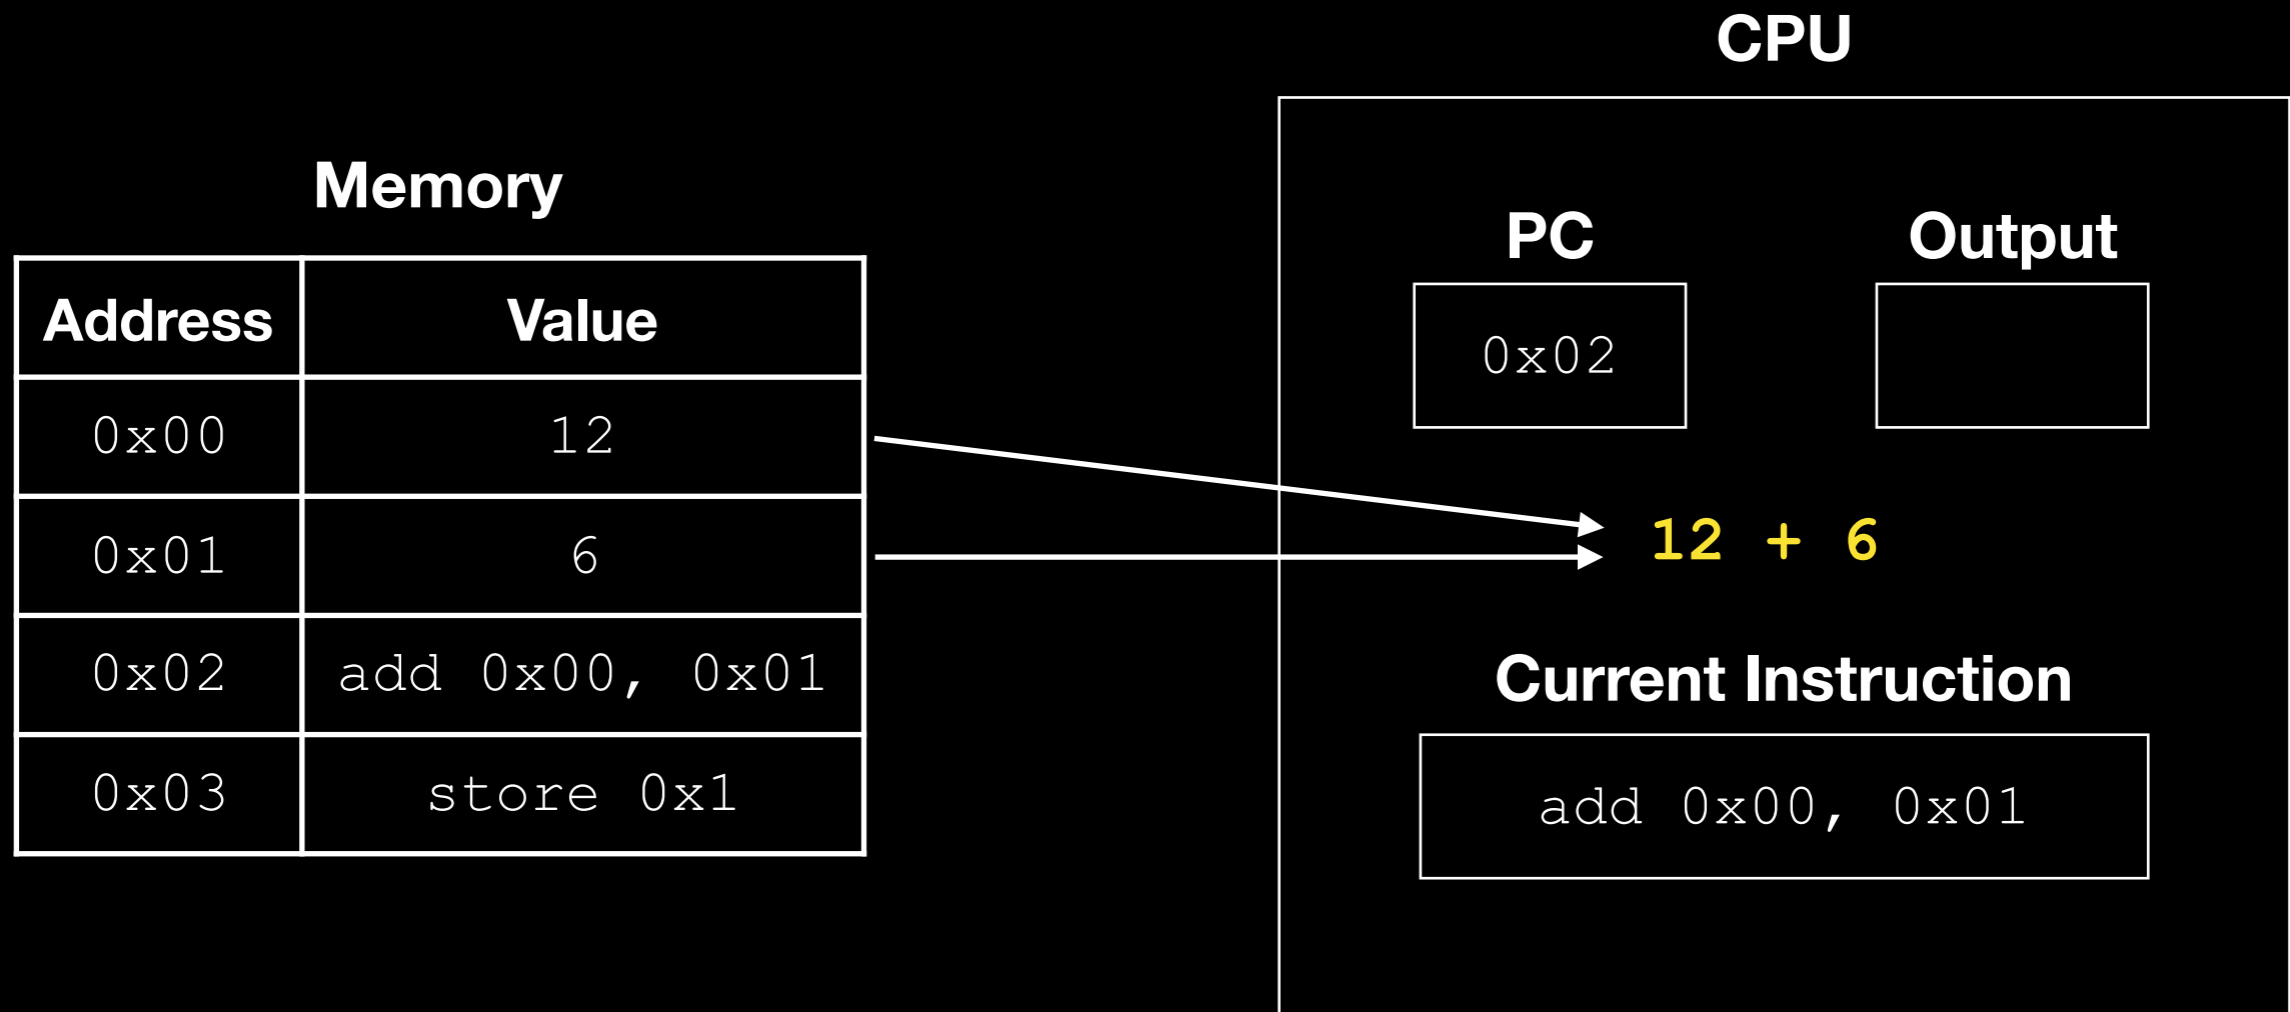 CPU
Memory
Address Value
0x00 12
0x01 6
0x02 add 0x00, 0x01
0x03 store 0x1
PC Output
0x02
12 + 6
Current Instruction
add 0x00, 0x01